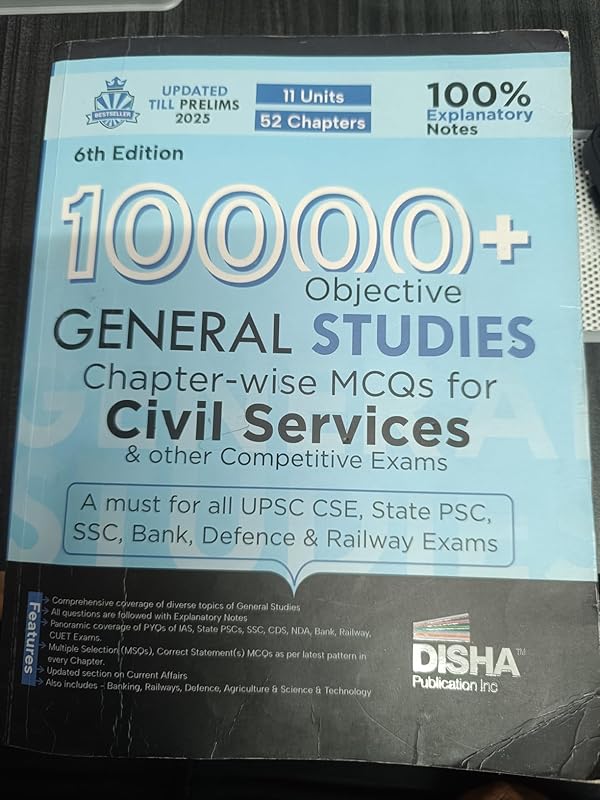 BESTSELLER
UPDATED
TILL PRELIMS
2025
11 Units
52 Chapters
100%
Explanatory
Notes
6th Edition
10000+
Objective
GENERAL STUDIES
Chapter-wise MCQs for
Civil Services
& other Competitive Exams
A must for all UPSC CSE, State PSC,
SSC, Bank, Defence & Railway Exams
Features
Comprehensive coverage of diverse topics of General Studies
All questions are followed with Explanatory Notes
Panoramic coverage of PYQs of IAS, State PSCs, SSC, CDS, NDA, Bank, Railway,
CUET Exams.
Multiple Selection (MSQs), Correct Statement(s) MCQs as per latest pattern in
every Chapter.
Updated section on Current Affairs
Also includes - Banking, Railways, Defence, Agriculture & Science & Technology
DISHA™
Publication Inc
GENERAL
STUDIES